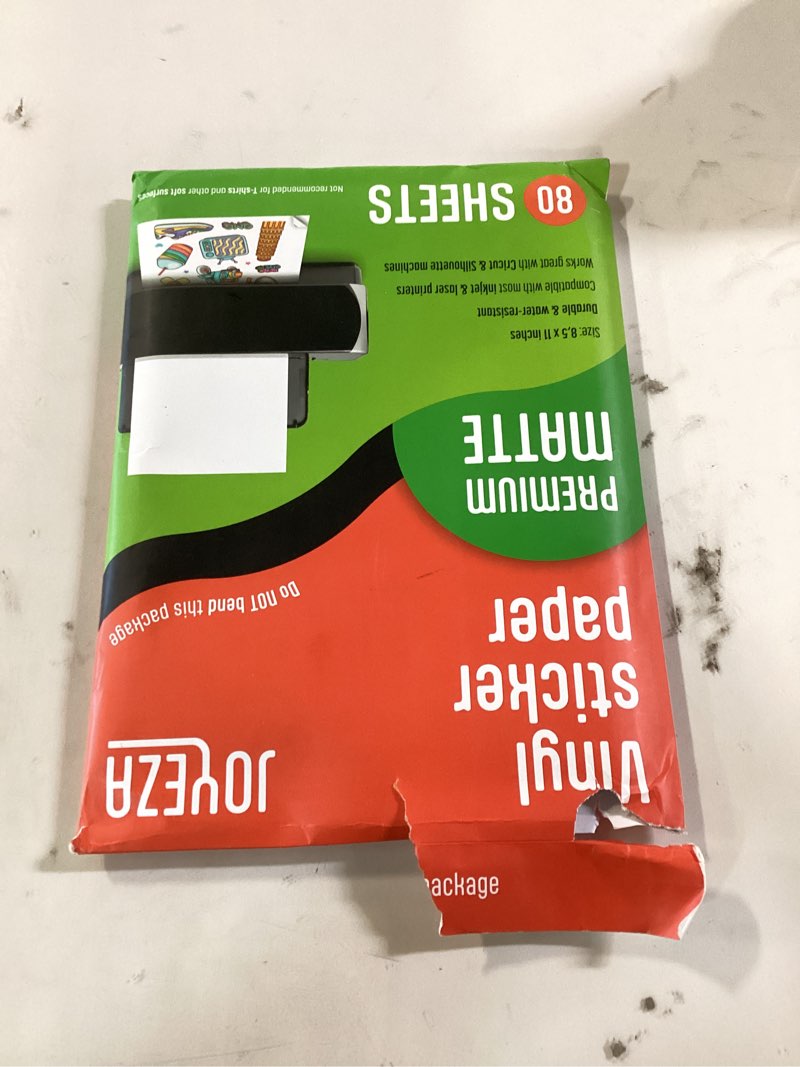 JOYEZA
Vinyl
sticker
paper
Do NOT bend this package
PREMIUM
MATTE
Size: 8,5 x 11 inches
Durable & water-resistant
Compatible with most inkjet & laser printers
Works great with Cricut & Silhouette machines
80 SHEETS
Not recommended for T-shirts and other soft surfaces
package